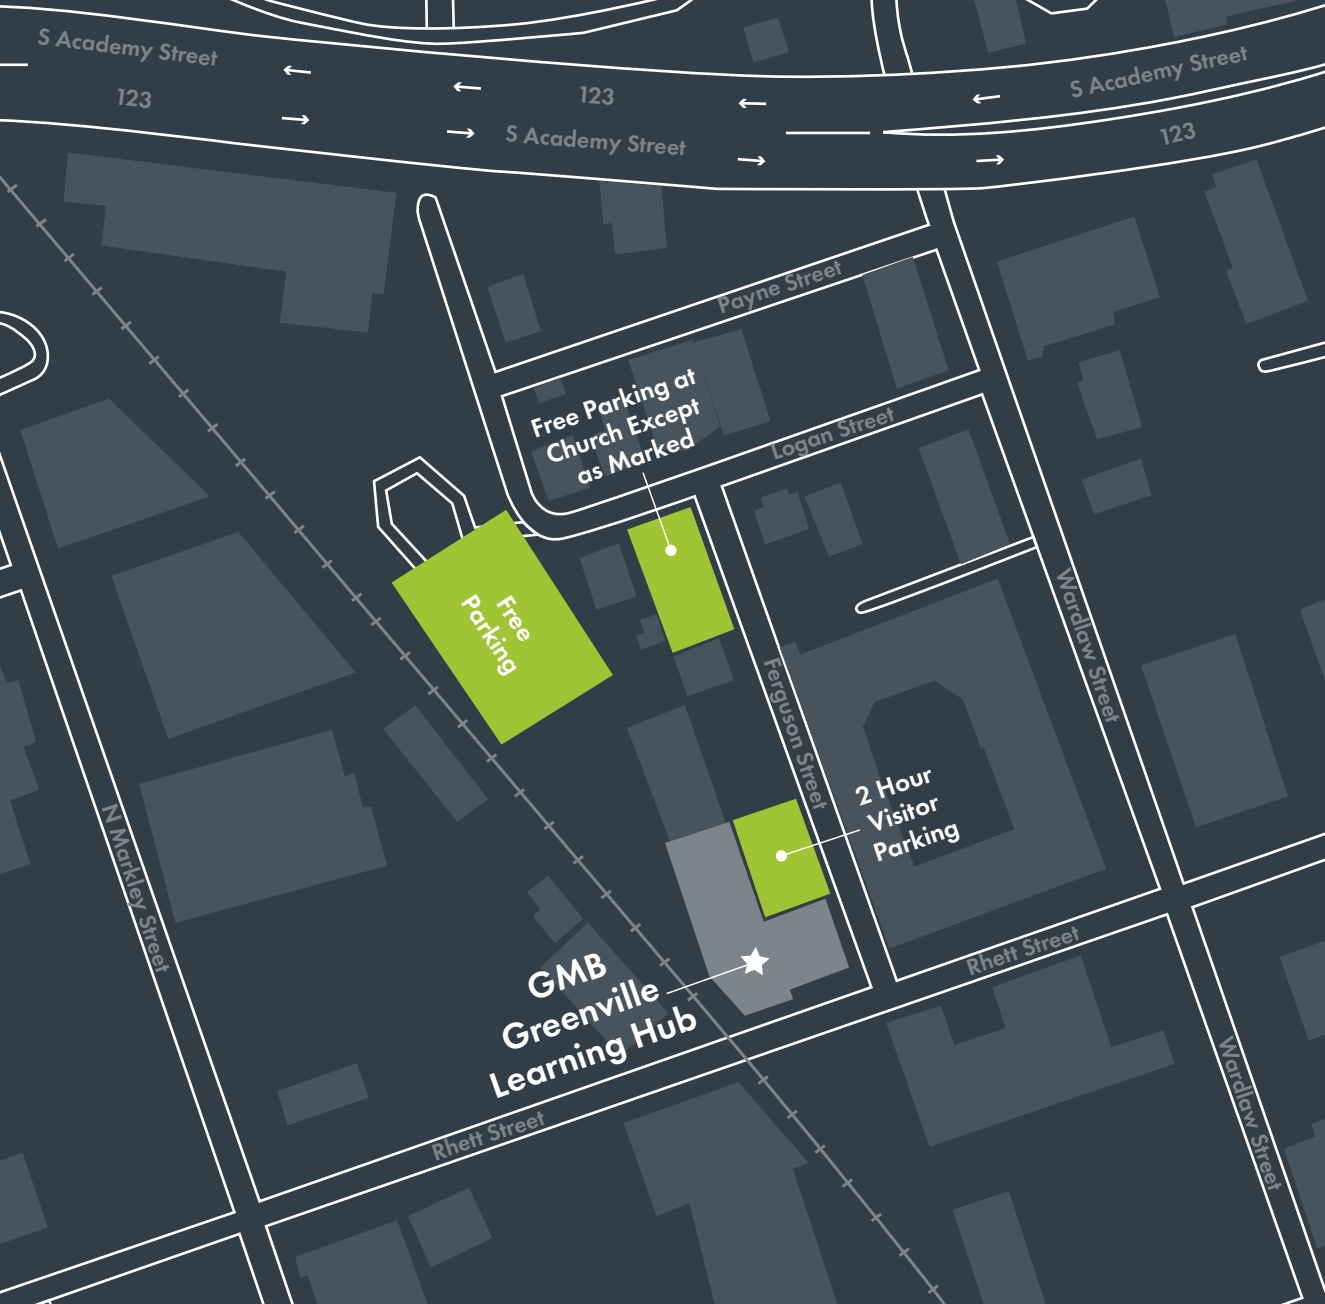 S Academy Street
S Academy Street
123
123
S Academy Street
123
Payne Street
Free Parking at
Church Except
as Marked
Logan Street
Free
Parking
Wardlaw Street
Ferguson Street
2 Hour
Visitor
Parking
N Markley Street
GMB
Greenville
Learning Hub
Rhett Street
Rhett Street
Wardlaw Street